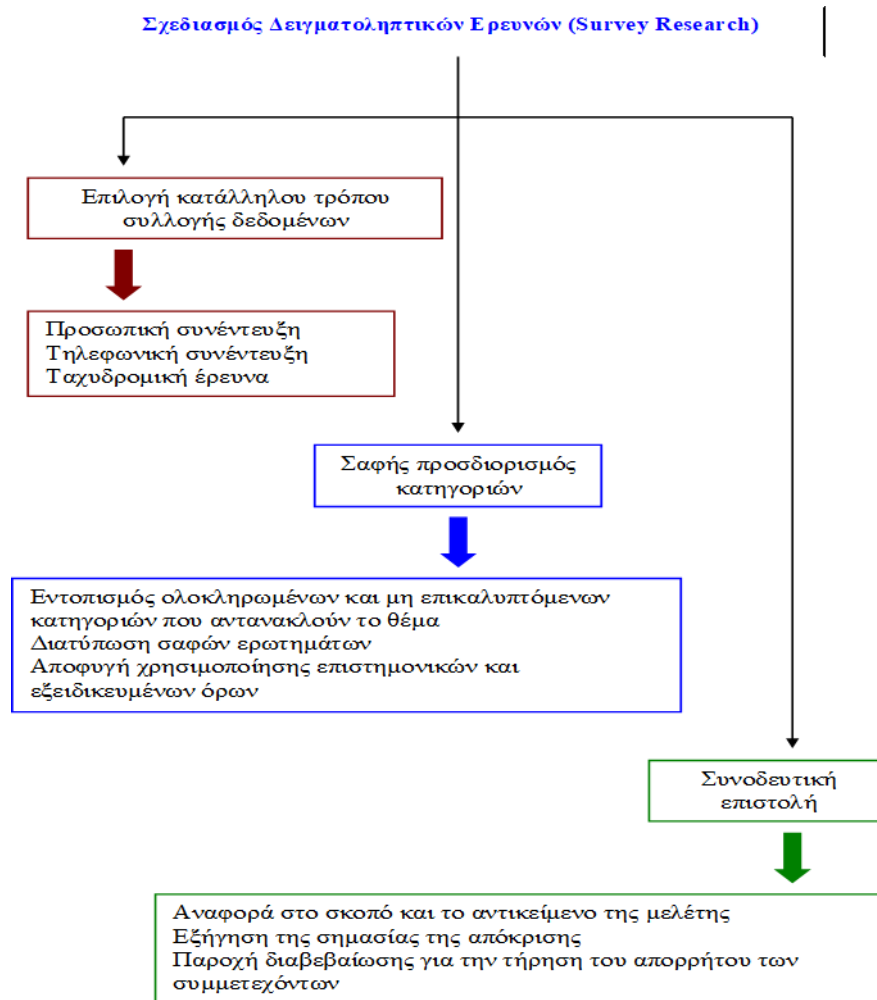 Σχεδιασμός Δειγματοληπτικών Ερευνών (Survey Research)
Επιλογή κατάλληλου τρόπου
συλλογής δεδομένων
Προσωπική συνέντευξη
Τηλεφωνική συνέντευξη
Ταχυδρομική έρευνα
Σαφής προσδιορισμός
κατηγοριών
Εντοπισμός ολοκληρωμένων και μη επικαλυπτόμενων
κατηγοριών που αντανακλούν το θέμα
Διατύπωση σαφών ερωτημάτων
Αποφυγή χρησιμοποίησης επιστημονικών και
εξειδικευμένων όρων
Συνοδευτική
επιστολή
Αναφορά στο σκοπό και το αντικείμενο της μελέτης
Εξήγηση της σημασίας της απόκρισης
Παροχή διαβεβαίωσης για την τήρηση του απορρήτου των
συμμετεχόντων